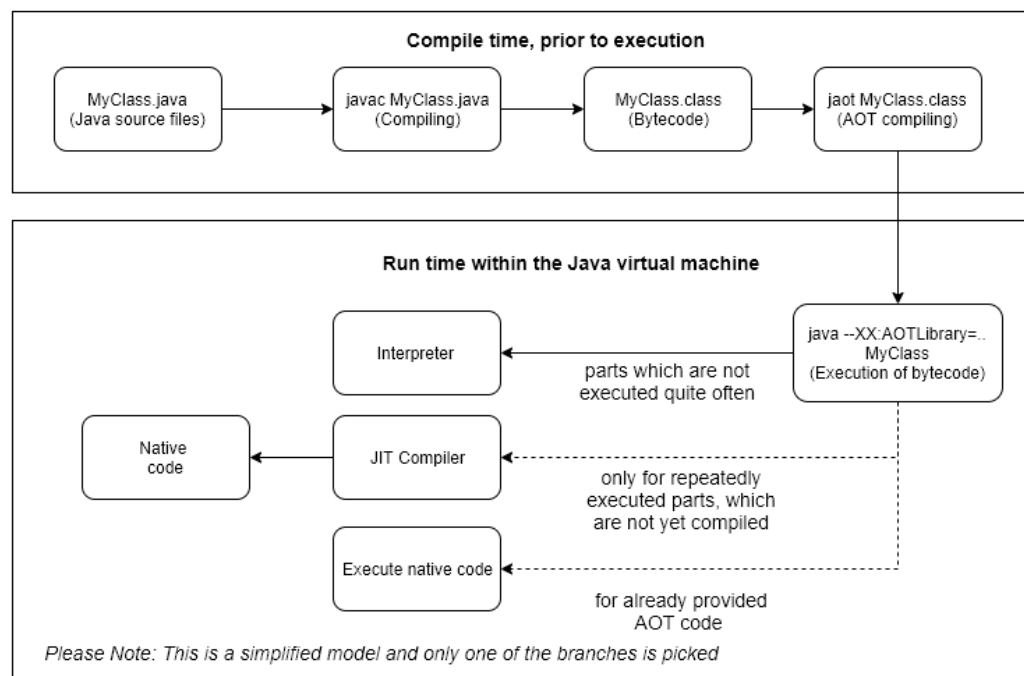 Compile time, prior to execution
MyClass.java
(Java source files)
javac MyClass.java
(Compiling)
MyClass.class
(Bytecode)
jaot MyClass.class
(AOT compiling)
Run time within the Java virtual machine
java --XX:AOTLibrary=..
MyClass
(Execution of bytecode)
Interpreter
parts which are not
executed quite often
Native
code
JIT Compiler
only for repeatedly
executed parts, which
are not yet compiled
Execute native code
for already provided
AOT code
Please Note: This is a simplified model and only one of the branches is picked